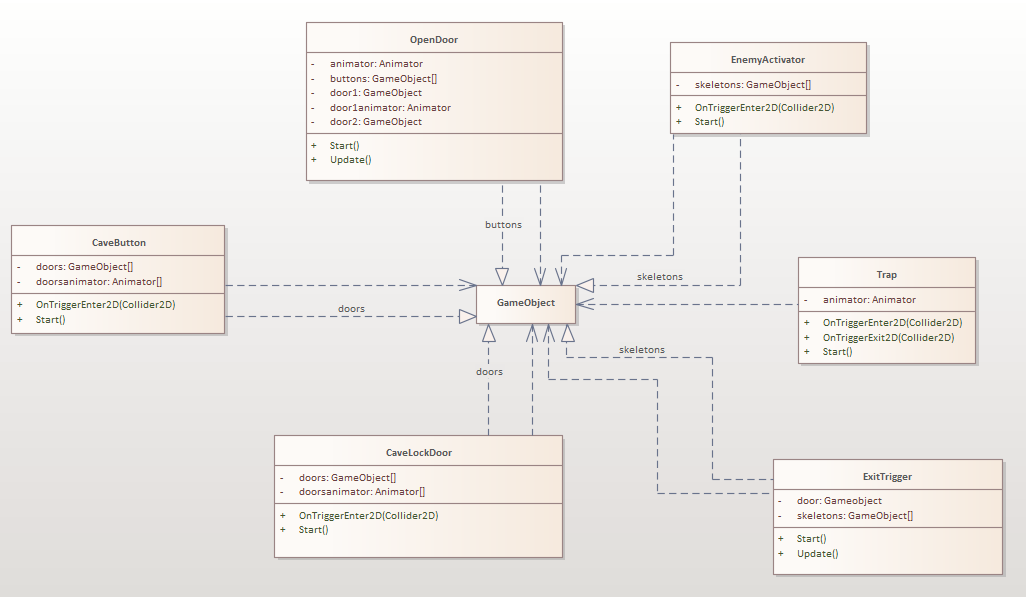 OpenDoor
- animator: Animator
- buttons: GameObject[]
- door1: GameObject
- door1animator: Animator
- door2: GameObject
+ Start()
+ Update()
EnemyActivator
- skeletons: GameObject[]
+ OnTriggerEnter2D(Collider2D)
+ Start()
buttons
CaveButton
- doors: GameObject[]
- doorsanimator: Animator[]
+ OnTriggerEnter2D(Collider2D)
+ Start()
skeletons
GameObject
doors
Trap
- animator: Animator
+ OnTriggerEnter2D(Collider2D)
+ OnTriggerExit2D(Collider2D)
+ Start()
skeletons
doors
CaveLockDoor
- doors: GameObject[]
- doorsanimator: Animator[]
+ OnTriggerEnter2D(Collider2D)
+ Start()
ExitTrigger
- door: Gameobject
- skeletons: GameObject[]
+ Start()
+ Update()